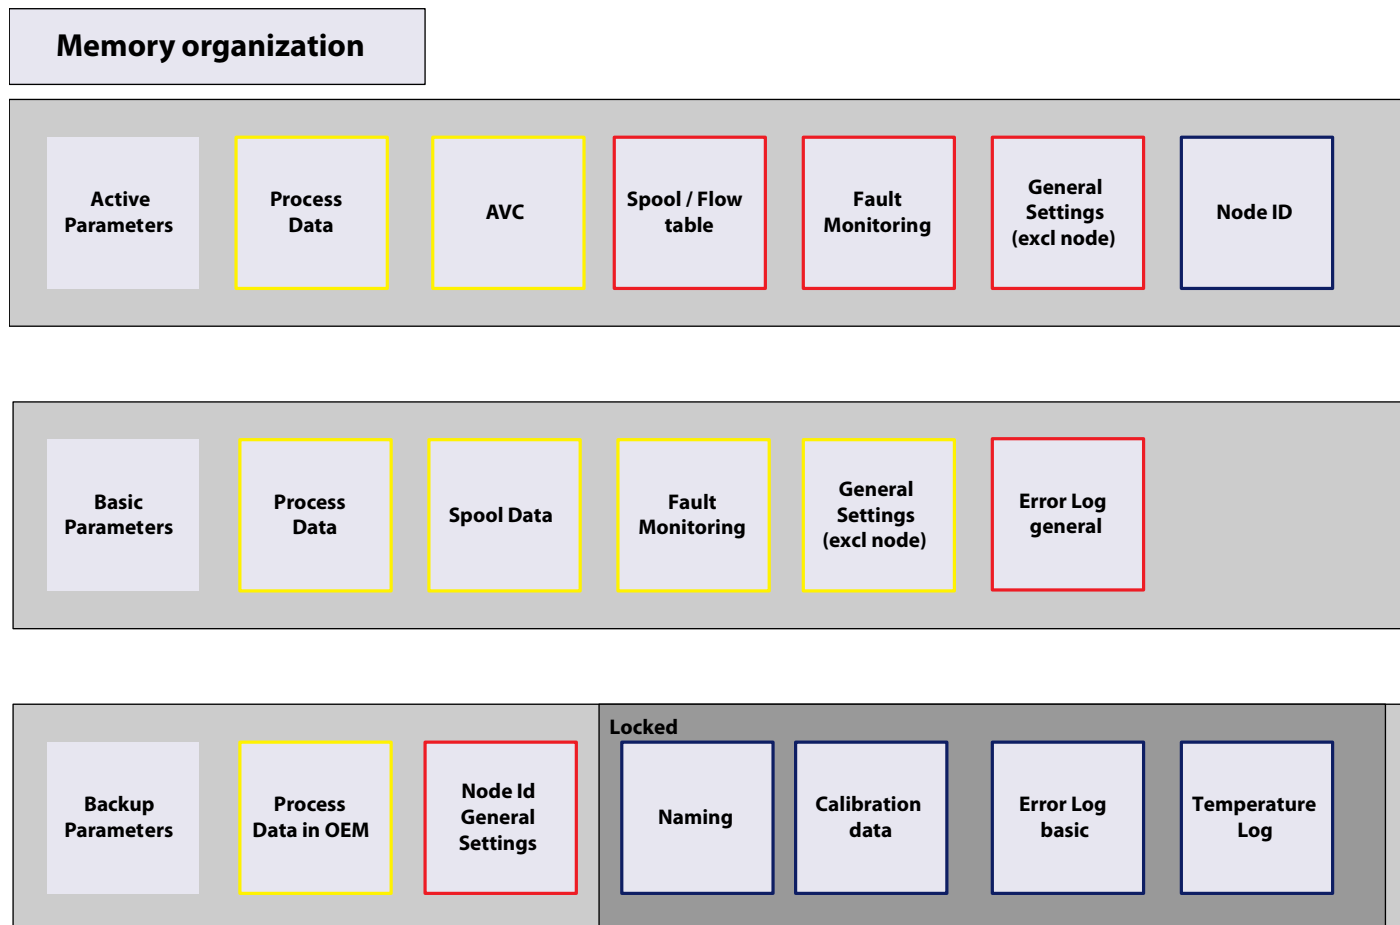 Memory organization
Active
Parameters
Process
Data
AVC
Spool / Flow
table
Fault
Monitoring
General
Settings
(excl node)
Node ID
Basic
Parameters
Process
Data
Spool Data
Fault
Monitoring
General
Settings
(excl node)
Error Log
general
Backup
Parameters
Process
Data in OEM
Node Id
General
Settings
Locked
Naming
Calibration
data
Error Log
basic
Temperature
Log